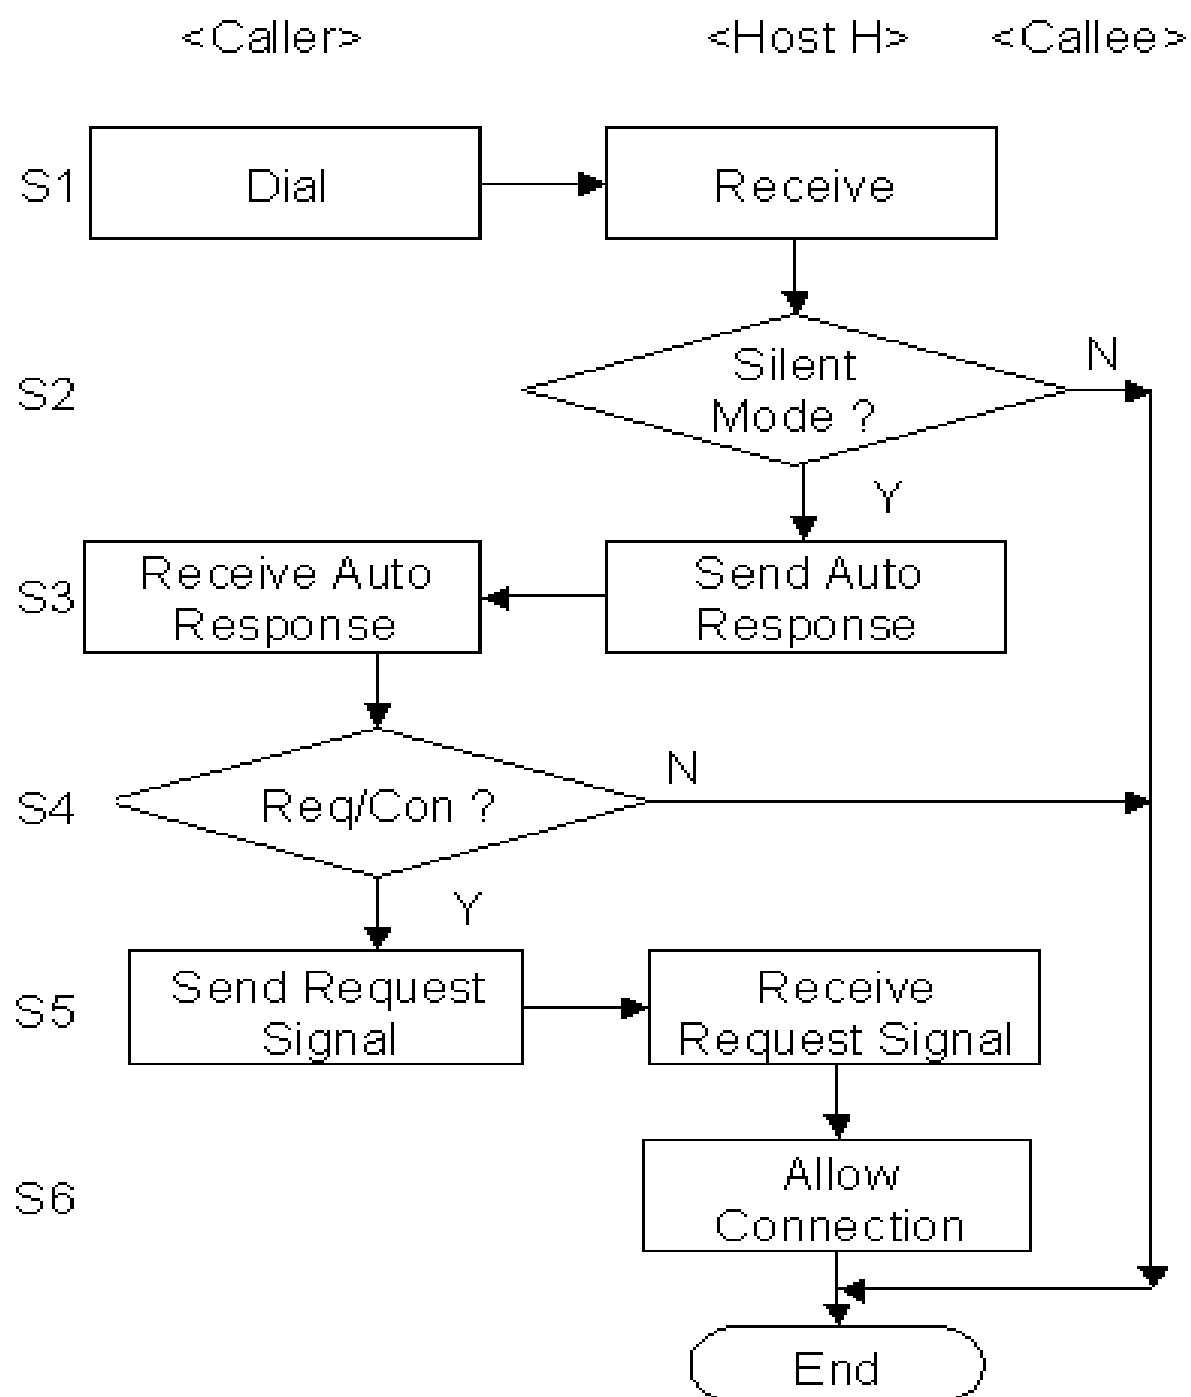 <Caller> <Host H> <Callee>
S1 Dial Receive
Silent
N
S2
Mode ?
Y
Receive Auto Send Auto
S3
Response Response
N
S4 Req/Con ?
Y
Send Request Receive
S5
Signal Request Signal
Allow
S6
Connection
End